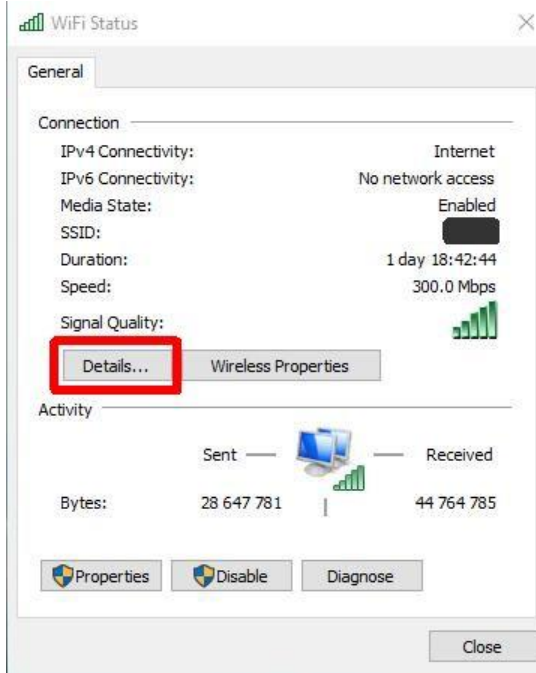 WiFi Status
General
Connection
IPv4 Connectivity: Internet
IPv6 Connectivity: No network access
Media State: Enabled
SSID:
Duration: 1 day 18:42:44
Speed: 300.0 Mbps
Signal Quality:
Details... Wireless Properties
Activity
Sent Received
Bytes: 28 647 781 44 764 785
Properties Disable Diagnose
Close